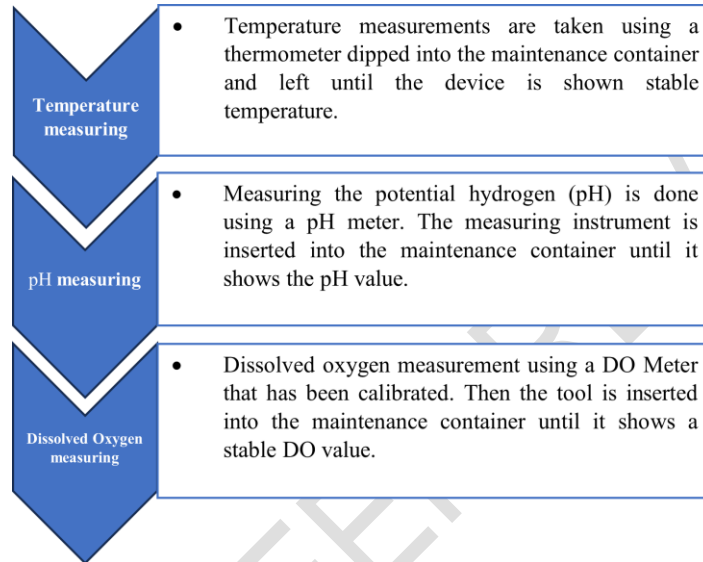 Temperature
measuring
• Temperature measurements are taken using a
thermometer dipped into the maintenance container
and left until the device is shown stable
temperature.
pH measuring
• Measuring the potential hydrogen (pH) is done
using a pH meter. The measuring instrument is
inserted into the maintenance container until it
shows the pH value.
Dissolved Oxygen
measuring
• Dissolved oxygen measurement using a DO Meter
that has been calibrated. Then the tool is inserted
into the maintenance container until it shows a
stable DO value.